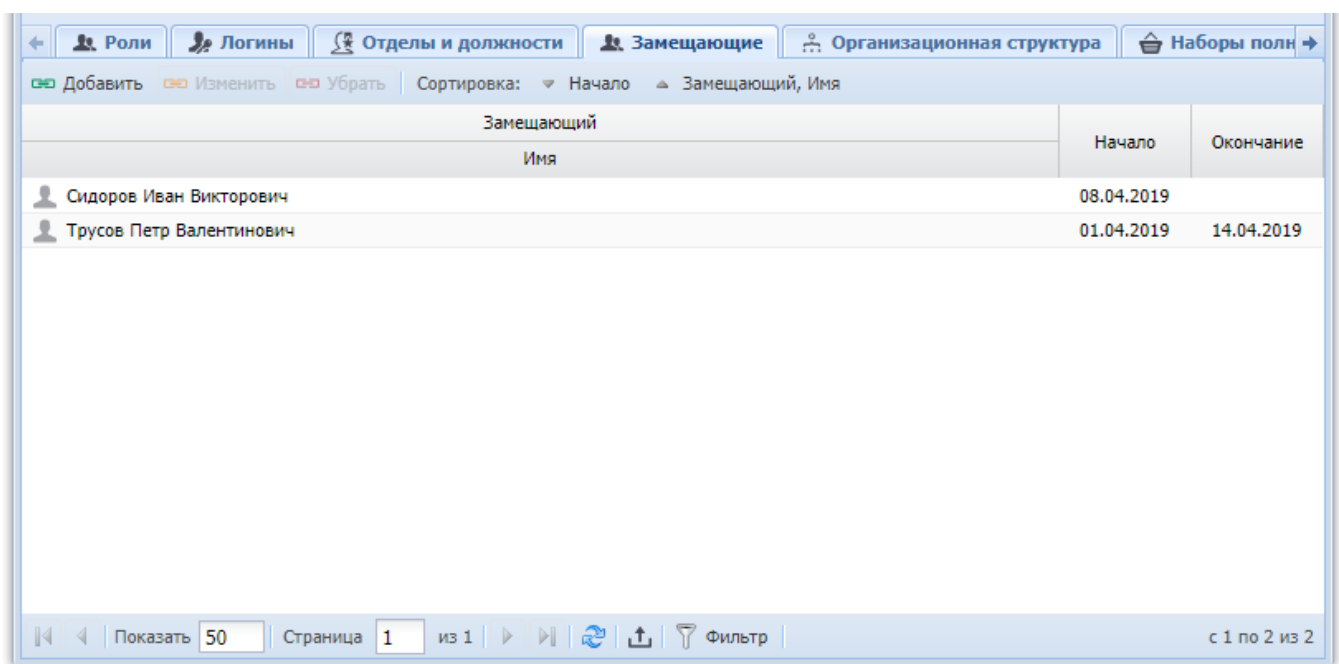 Роли Логины Отделы и должности Замещающие Организационная структура Наборы полн
Добавить Изменить Убрать Сортировка: Начало Замещающий, Имя
Замещающий
Начало Окончание
Имя
Сидоров Иван Викторович 08.04.2019
Трусов Петр Валентинович 01.04.2019 14.04.2019
Показать 50 Страница 1 из 1 Фильтр с 1 по 2 из 2